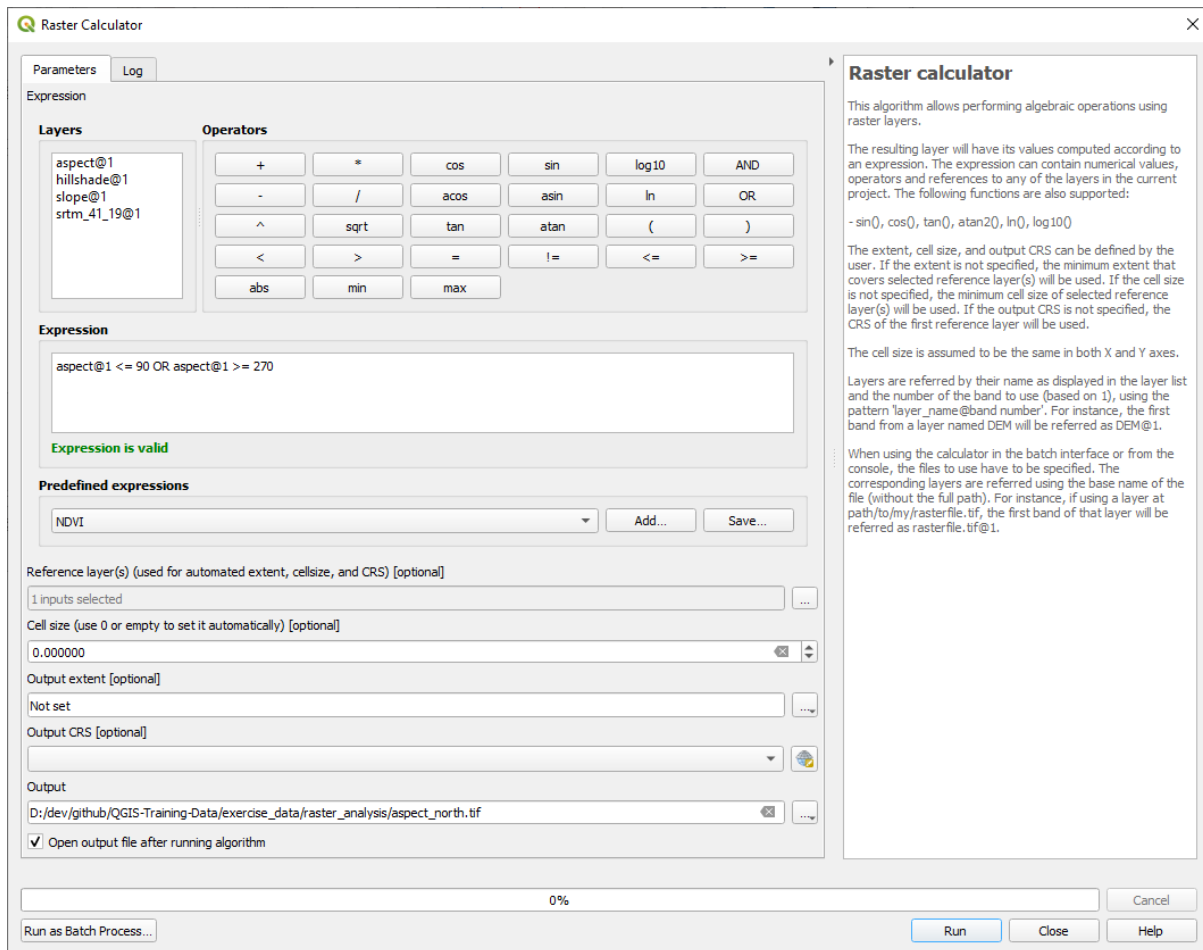 Raster Calculator
Parameters
Log
Expression
Layers
aspect@1
hillshade@1
slope@1
srtm_41_19@1
Operators
+ * cos sin log10 AND
- / acos asin ln OR
^ sqrt tan atan ( )
< > = != <= >=
abs min max
Expression
aspect@1 <= 90 OR aspect@1 >= 270
Expression is valid
Predefined expressions
NDVI
Add...
Save...
Reference layer(s) (used for automated extent, cellsize, and CRS) [optional]
1 inputs selected
...
Cell size (use 0 or empty to set it automatically) [optional]
0.000000
Output extent [optional]
Not set
...
Output CRS [optional]
Output
D:/dev/github/QGIS-Training-Data/exercise_data/raster_analysis/aspect_north.tif
...
Open output file after running algorithm
Raster calculator
This algorithm allows performing algebraic operations using
raster layers.
The resulting layer will have its values computed according to
an expression. The expression can contain numerical values,
operators and references to any of the layers in the current
project. The following functions are also supported:
- sin(), cos(), tan(), atan2(), ln(), log10()
The extent, cell size, and output CRS can be defined by the
user. If the extent is not specified, the minimum extent that
covers selected reference layer(s) will be used. If the cell size
is not specified, the minimum cell size of selected reference
layer(s) will be used. If the output CRS is not specified, the
CRS of the first reference layer will be used.
The cell size is assumed to be the same in both X and Y axes.
Layers are referred by their name as displayed in the layer list
and the number of the band to use (based on 1), using the
pattern 'layer_name@band number'. For instance, the first
band from a layer named DEM will be referred as DEM@1.
When using the calculator in the batch interface or from the
console, the files to use have to be specified. The
corresponding layers are referred using the base name of the
file (without the full path). For instance, if using a layer at
path/to/my/rasterfile.tif, the first band of that layer will be
referred as rasterfile.tif@1.
0%
Cancel
Run as Batch Process...
Run
Close
Help